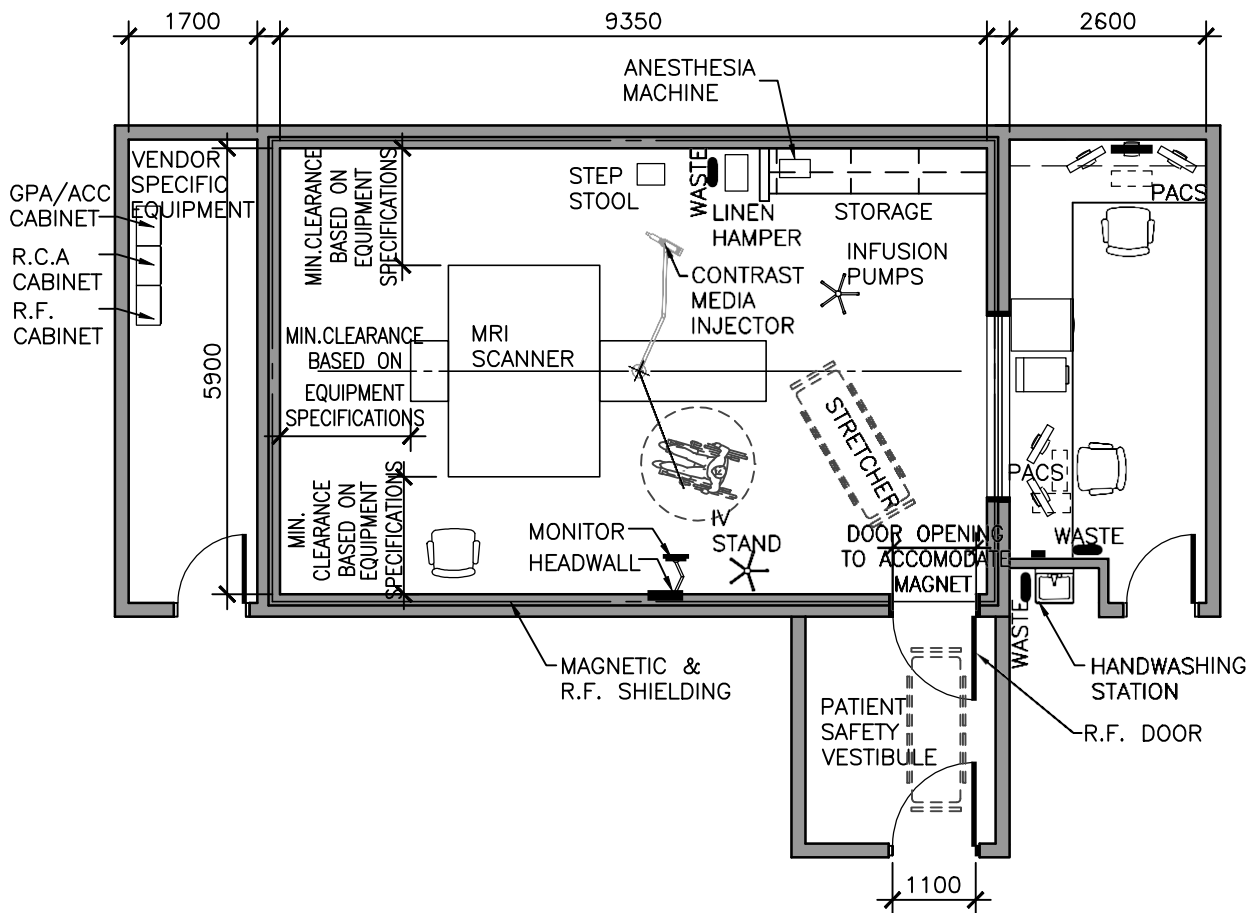 1700
9350
2600
ANESTHESIA
MACHINE
VENDOR
SPECIFIC
EQUIPMENT
GPA/ACC
CABINET
R.C.A
CABINET
R.F.
CABINET
5900
MIN.CLEARANCE
BASED ON
EQUIPMENT
SPECIFICATIONS
STEP
STOOL
WASTE
LINEN
HAMPER
STORAGE
INFUSION
PUMPS
CONTRAST
MEDIA
INJECTOR
PACS
MRI
SCANNER
MIN.CLEARANCE
BASED ON
EQUIPMENT
SPECIFICATIONS
STRETCHER
MIN.
CLEARANCE
BASED ON
EQUIPMENT
SPECIFICATIONS
MONITOR
HEADWALL
IV
STAND
DOOR OPENING
TO ACCOMODATE
MAGNET
PACS
WASTE
WASTE
MAGNETIC &
R.F. SHIELDING
HANDWASHING
STATION
R.F. DOOR
PATIENT
SAFETY
VESTIBULE
1100